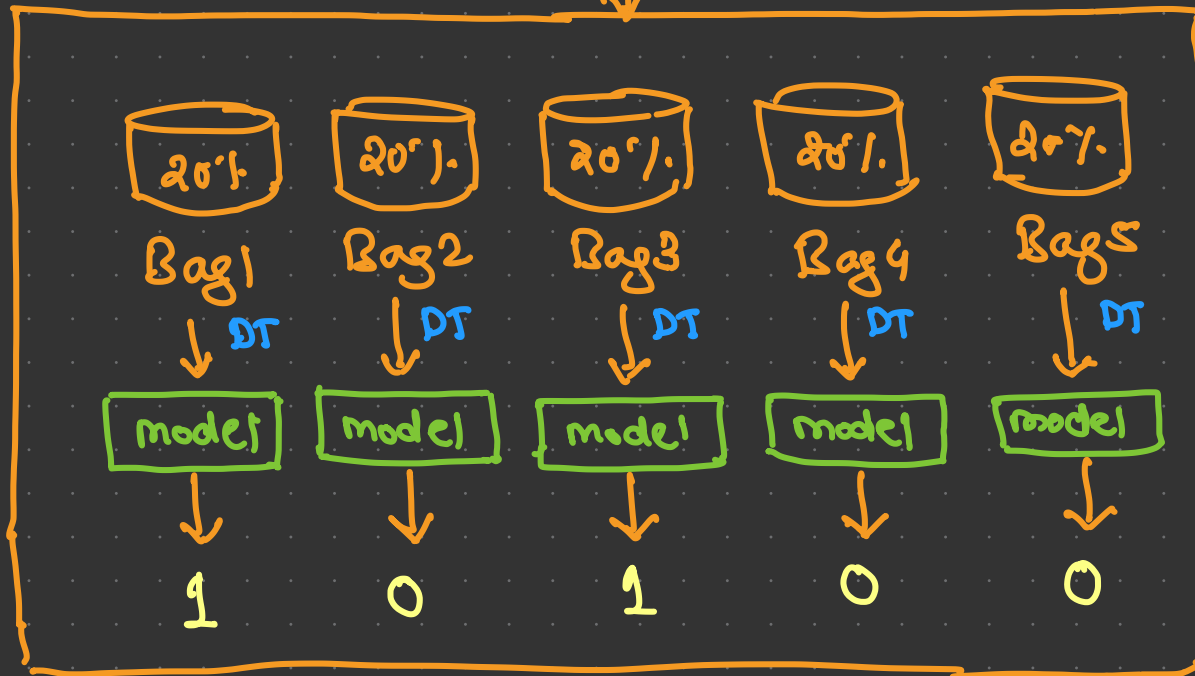 20% 20% 20% 20% 20%
Bag1 Bag2 Bag3 Bag4 Bag5
DT DT DT DT DT
model model model model model
1 0 1 0 0